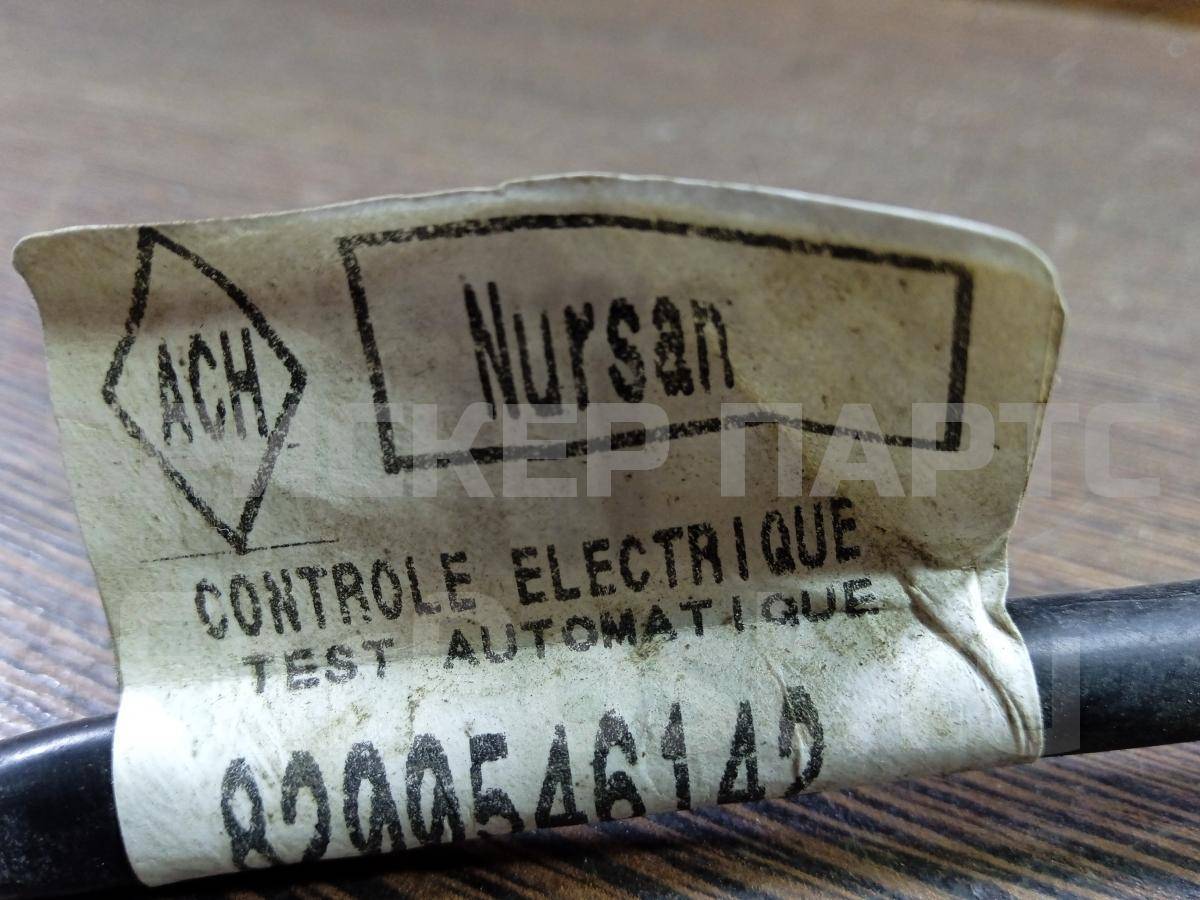 ACH
Nursan
CONTROLE ELECTRIQUE
TEST AUTOMATIQUE
8200546142